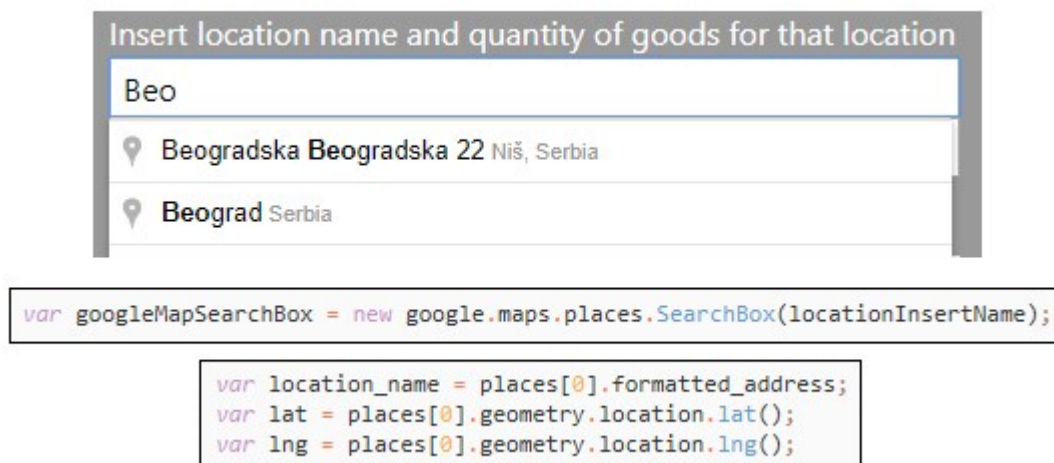 Insert location name and quantity of goods for that location
Beo
Beogradska Beogradska 22 Niš, Serbia
Beograd Serbia
var googleMapSearchBox = new google.maps.places.SearchBox(locationInsertName);
var location_name = places[0].formatted_address;
var lat = places[0].geometry.location.lat();
var lng = places[0].geometry.location.lng();